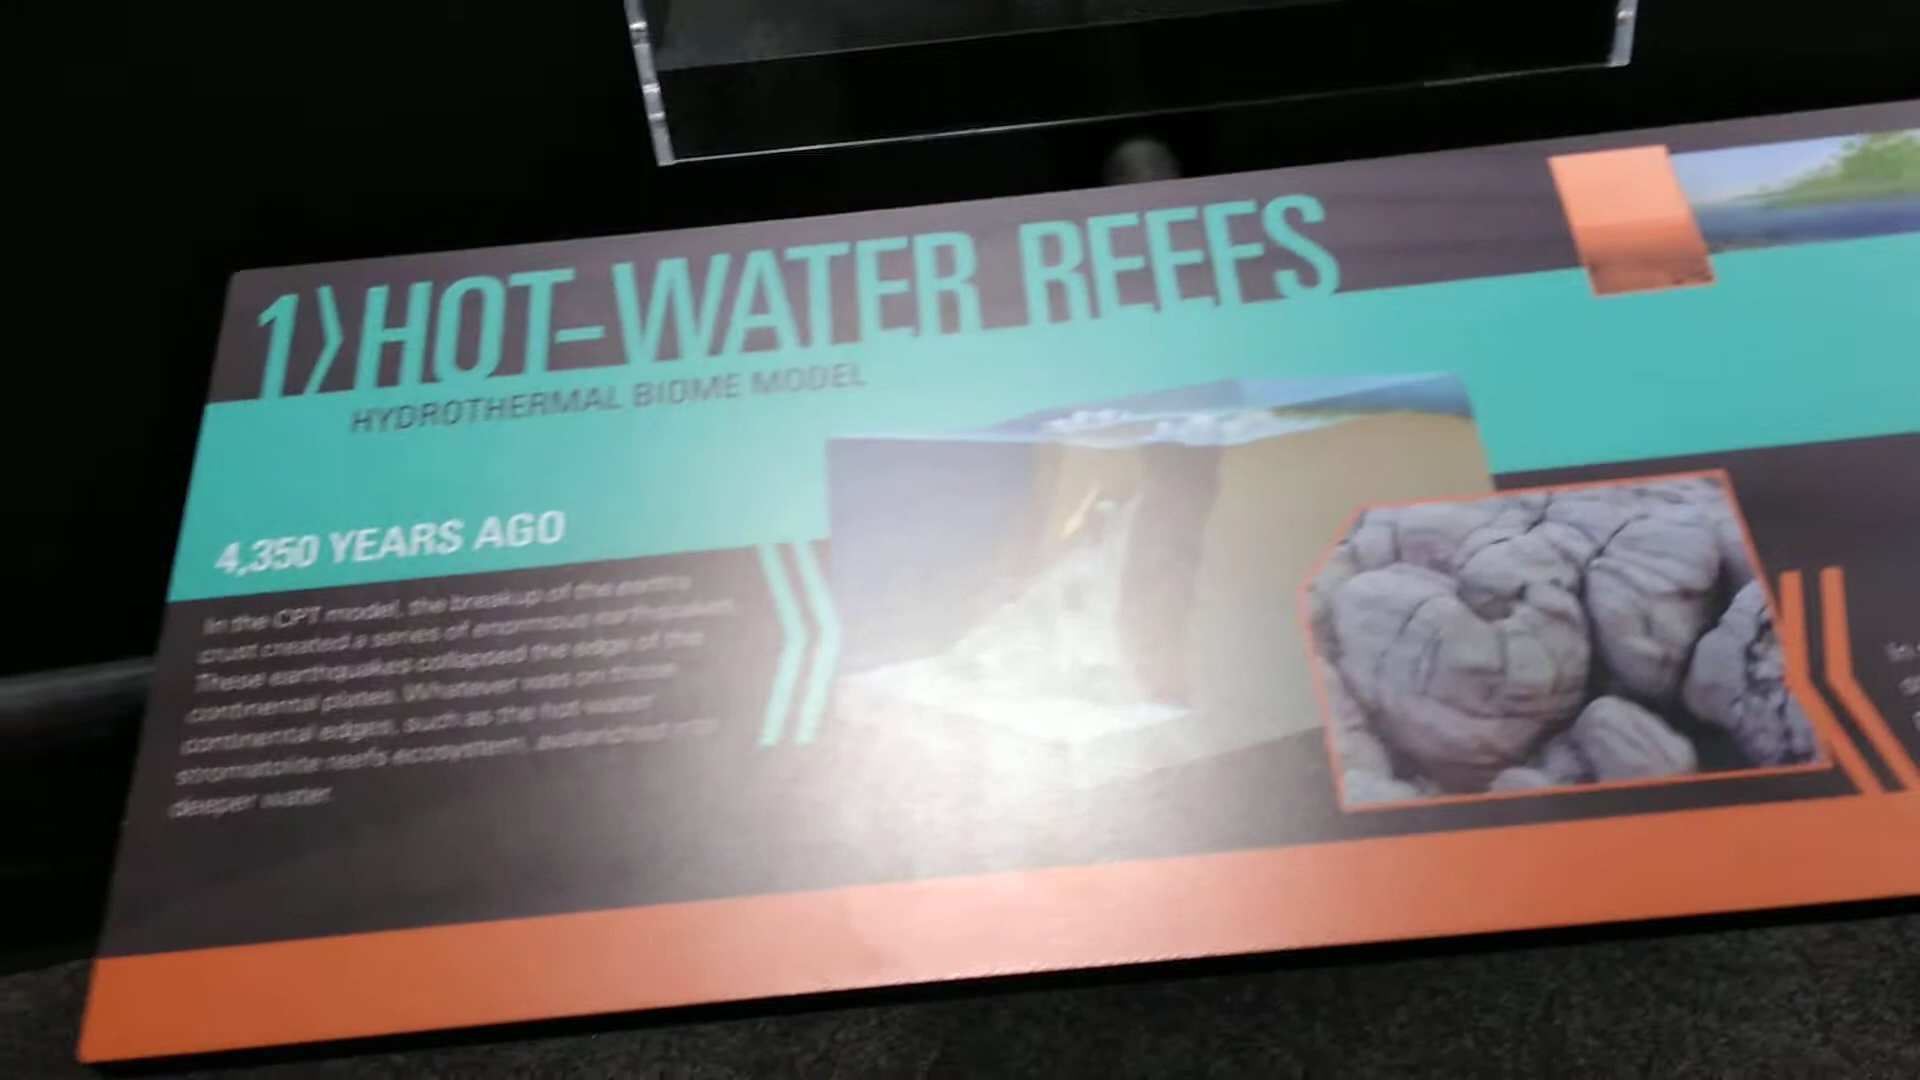 1〉HOT-WATER REEFS
HYDROTHERMAL BIOME MODEL
4,350 YEARS AGO
In the CPT model, the breakup of the earth's
crust created a series of enormous earthquakes.
These earthquakes collapsed the edge of the
continental plates. Whatever was on those
continental edges, such as the hot water
stromatolite reefs ecosystem, avalanched into
deeper water.